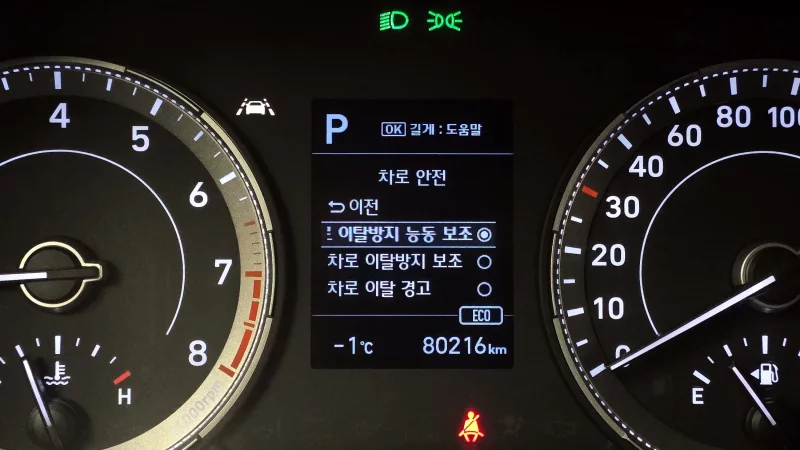 P OK 길게 : 도움말
차로 안전
이전
이탈방지 능동 보조
차로 이탈방지 보조
차로 이탈 경고
ECO
-1℃ 80216km
4
5
6
7
8
H
0
10
20
30
40
60
80
100
E